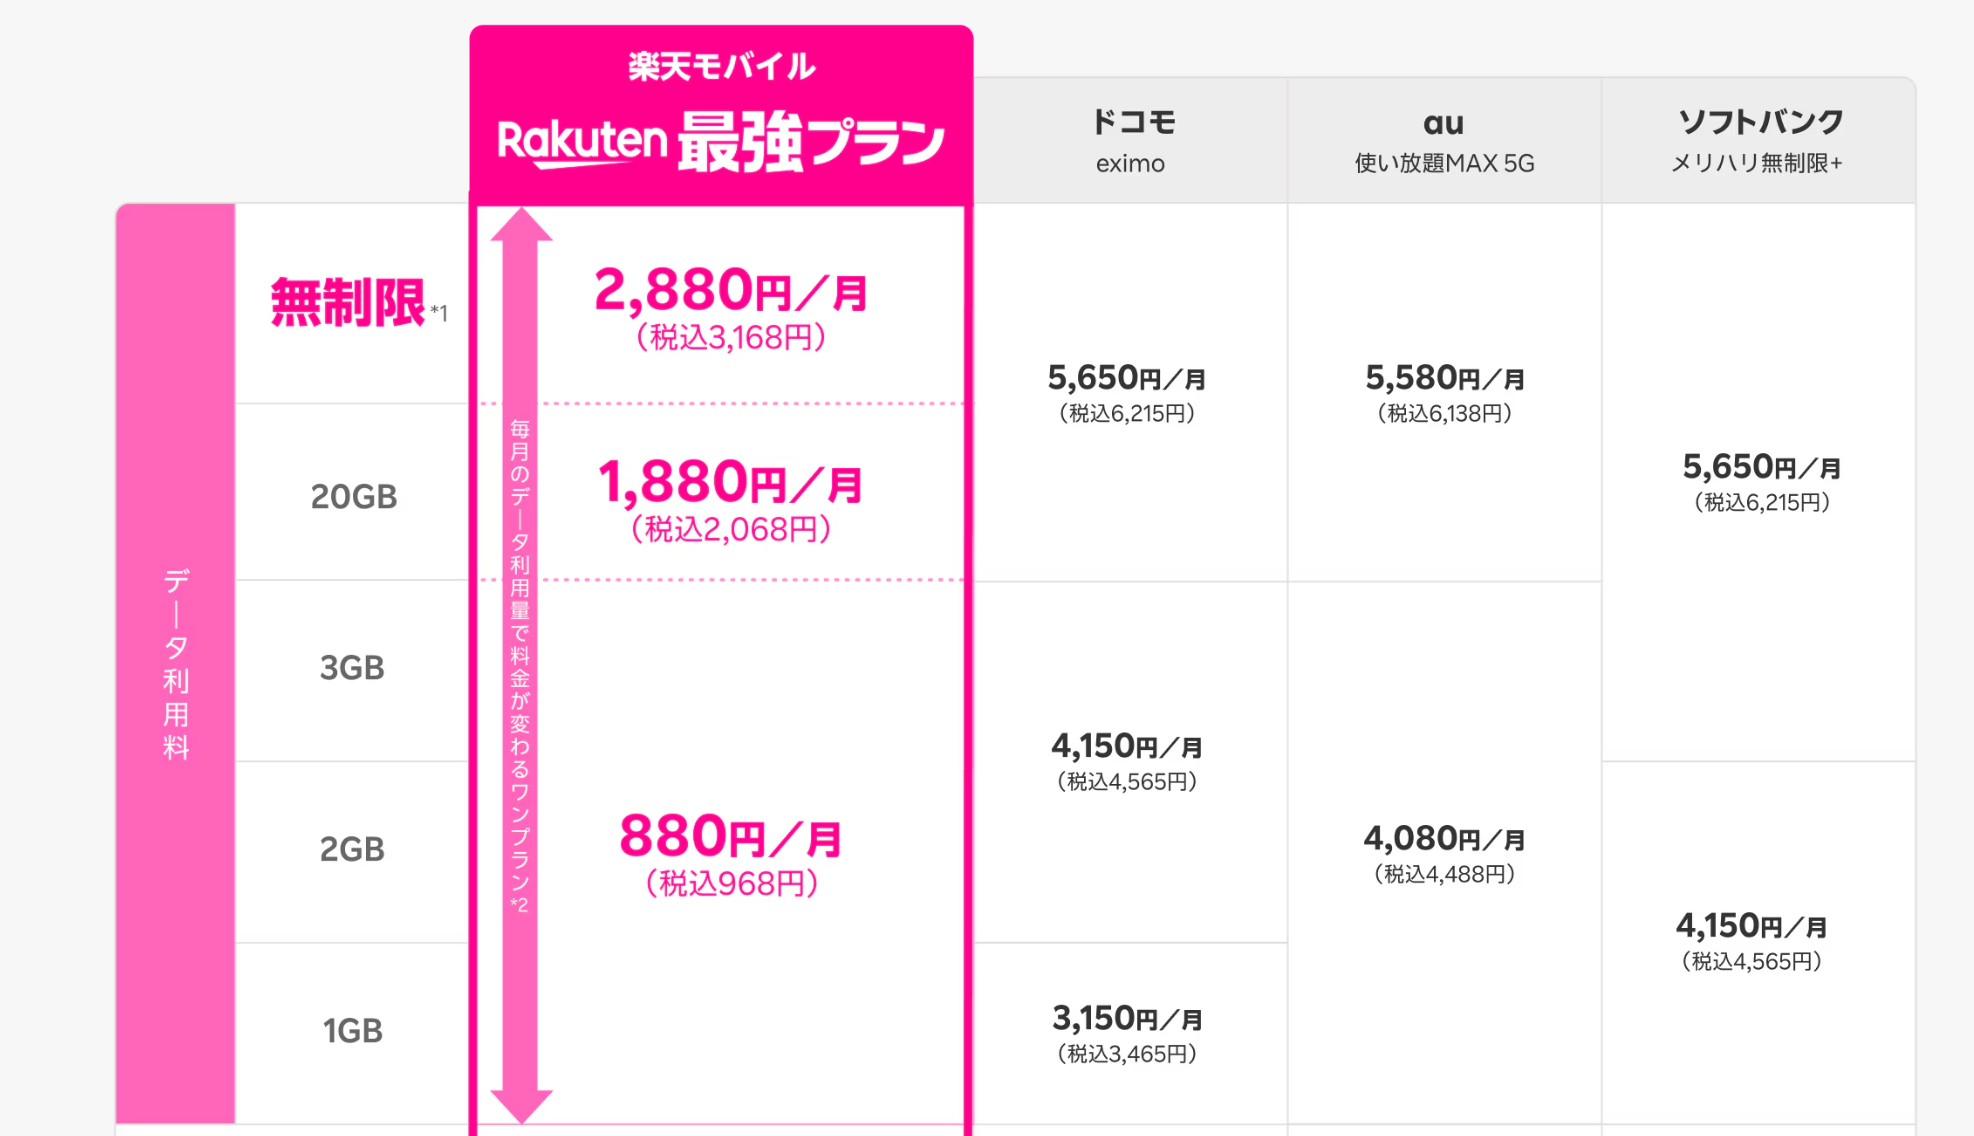 楽天モバイル
Rakuten 最強プラン
ドコモ
eximo
au
使い放題MAX 5G
ソフトバンク
メリハリ無制限+
データ利用料
無制限*1
20GB
3GB
2GB
1GB
毎月のデータ利用量で料金が変わるワンプラン*2
2,880円／月
（税込3,168円）
1,880円／月
（税込2,068円）
880円／月
（税込968円）
5,650円／月
（税込6,215円）
4,150円／月
（税込4,565円）
3,150円／月
（税込3,465円）
5,580円／月
（税込6,138円）
4,080円／月
（税込4,488円）
5,650円／月
（税込6,215円）
4,150円／月
（税込4,565円）